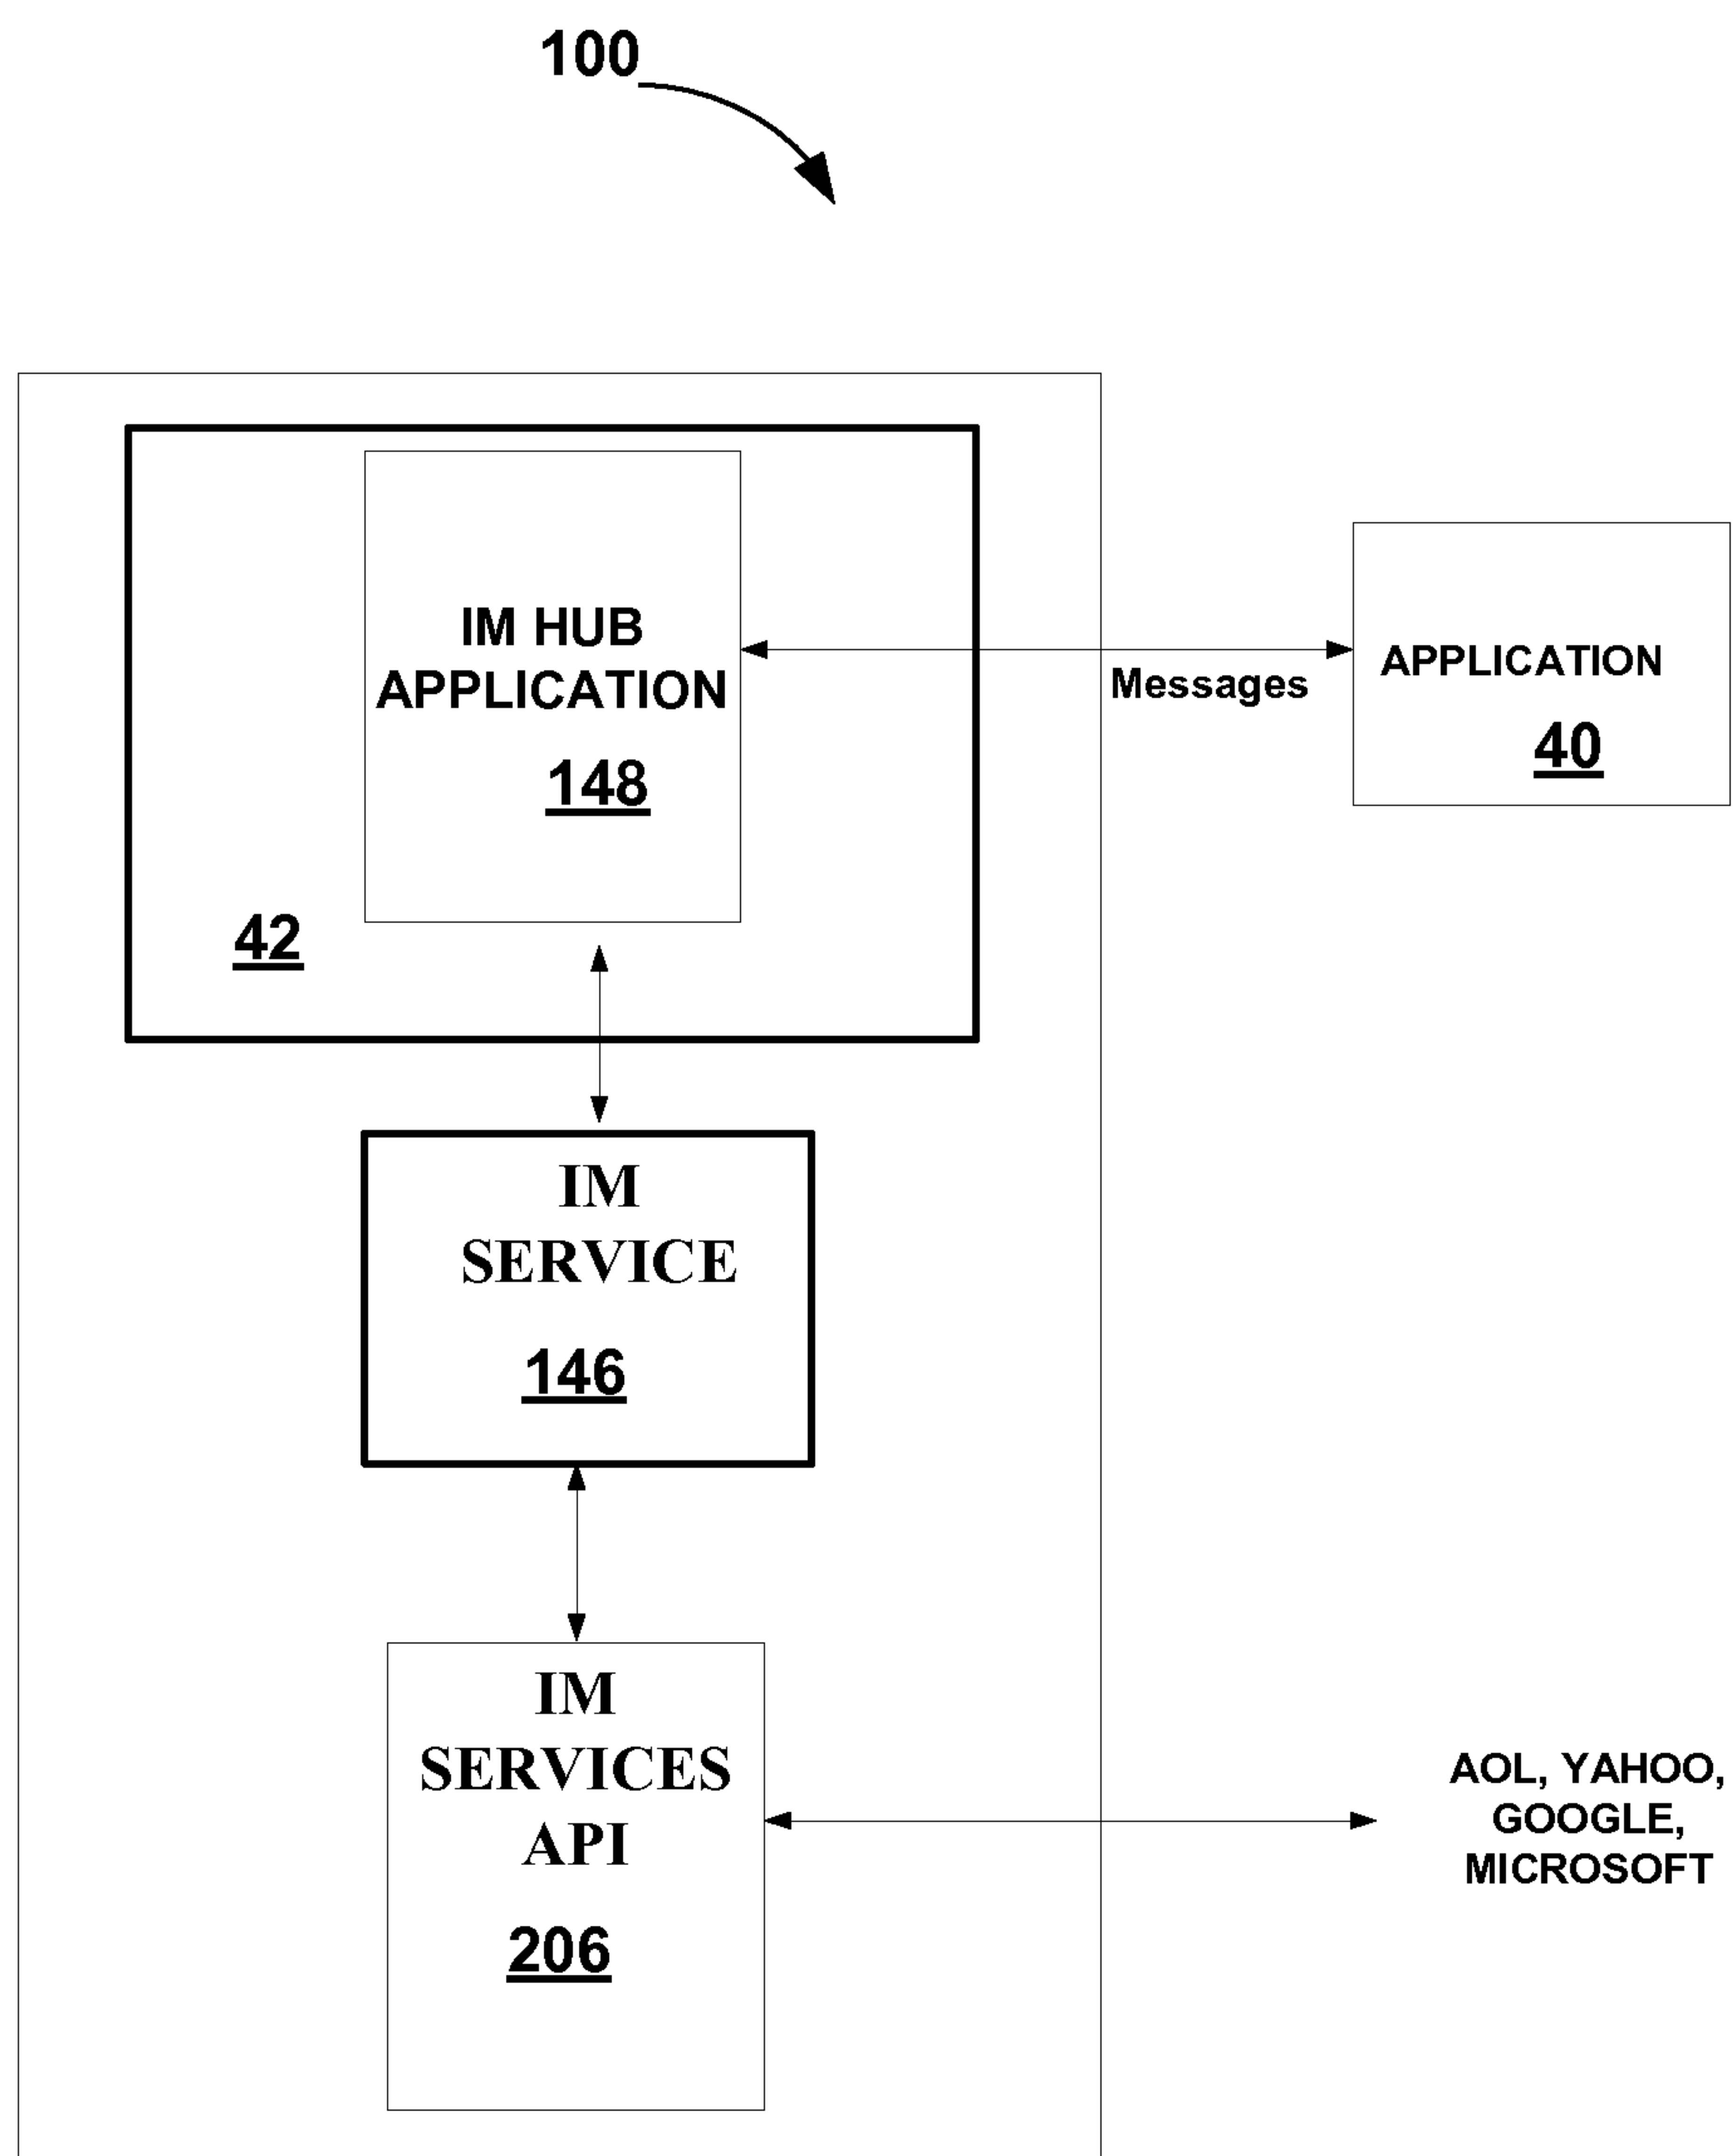 100
IM HUB
APPLICATION
148
42
Messages
APPLICATION
40
IM
SERVICE
146
IM
SERVICES
API
206
AOL, YAHOO,
GOOGLE,
MICROSOFT